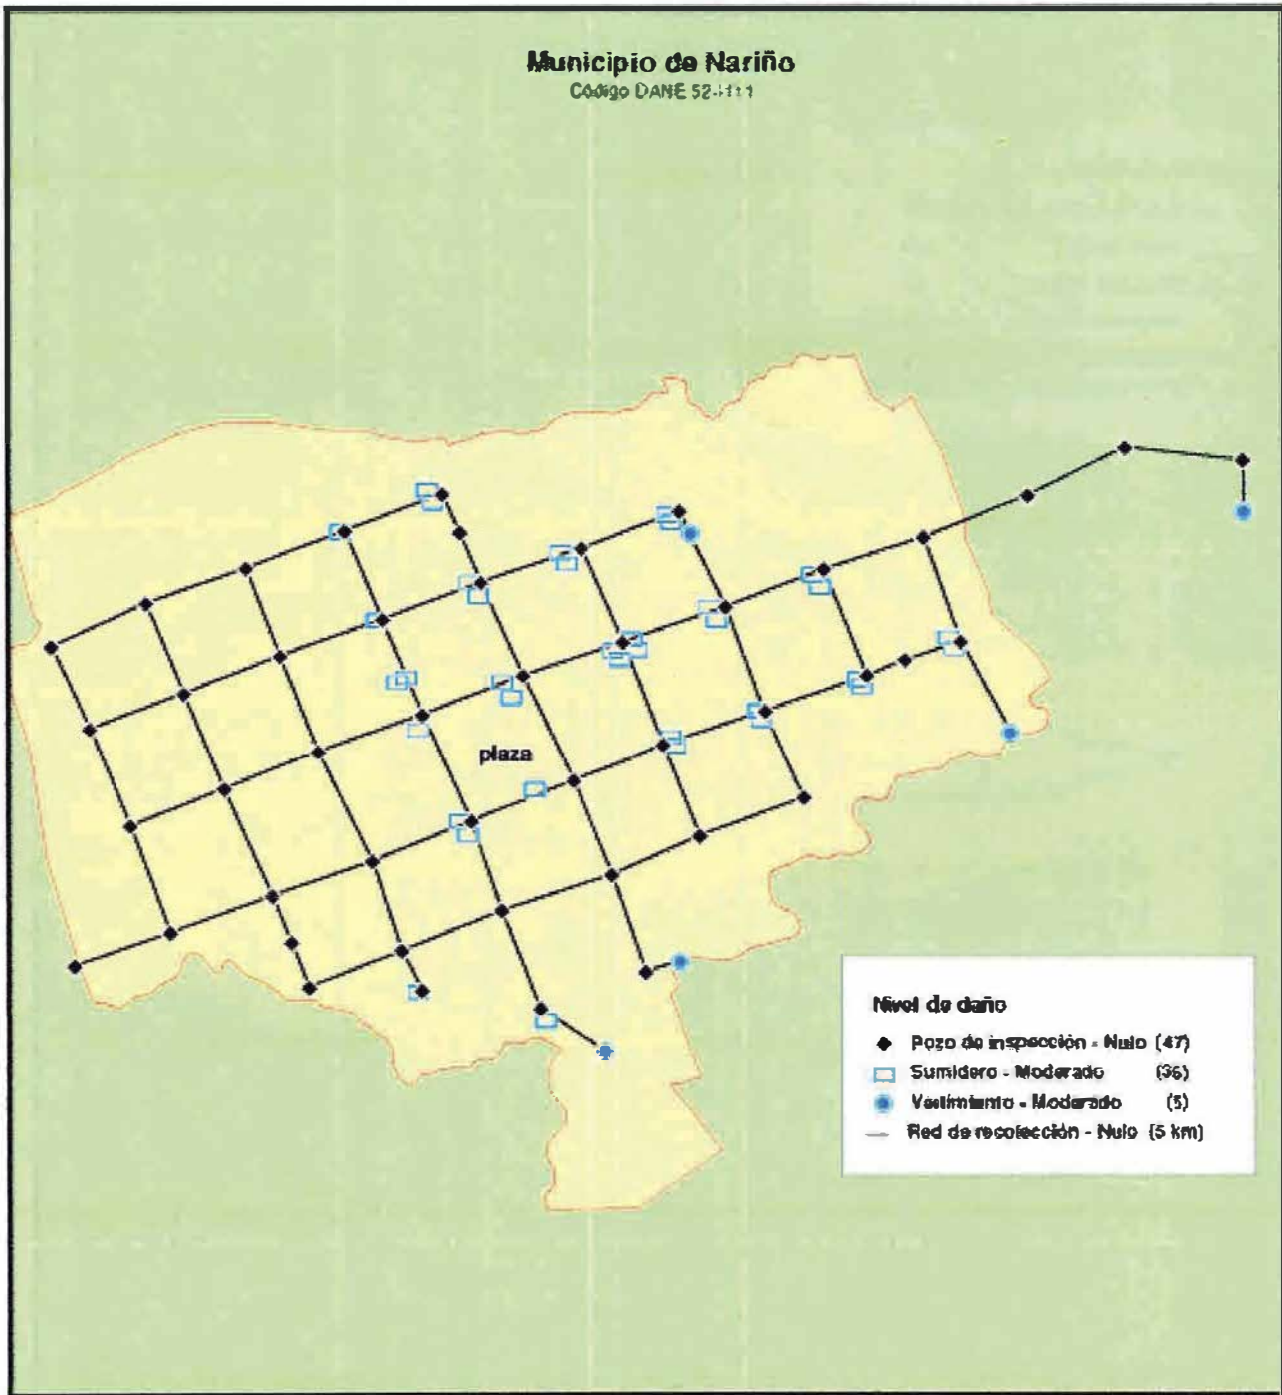 Municipio de Nariño
Código DANE
plaza
Nivel de daño
Pozo de inspección - Nulo (47)
Sumidero - Moderado (36)
Vertimiento - Moderado (5)
Red de recolección - Nulo (5 km)